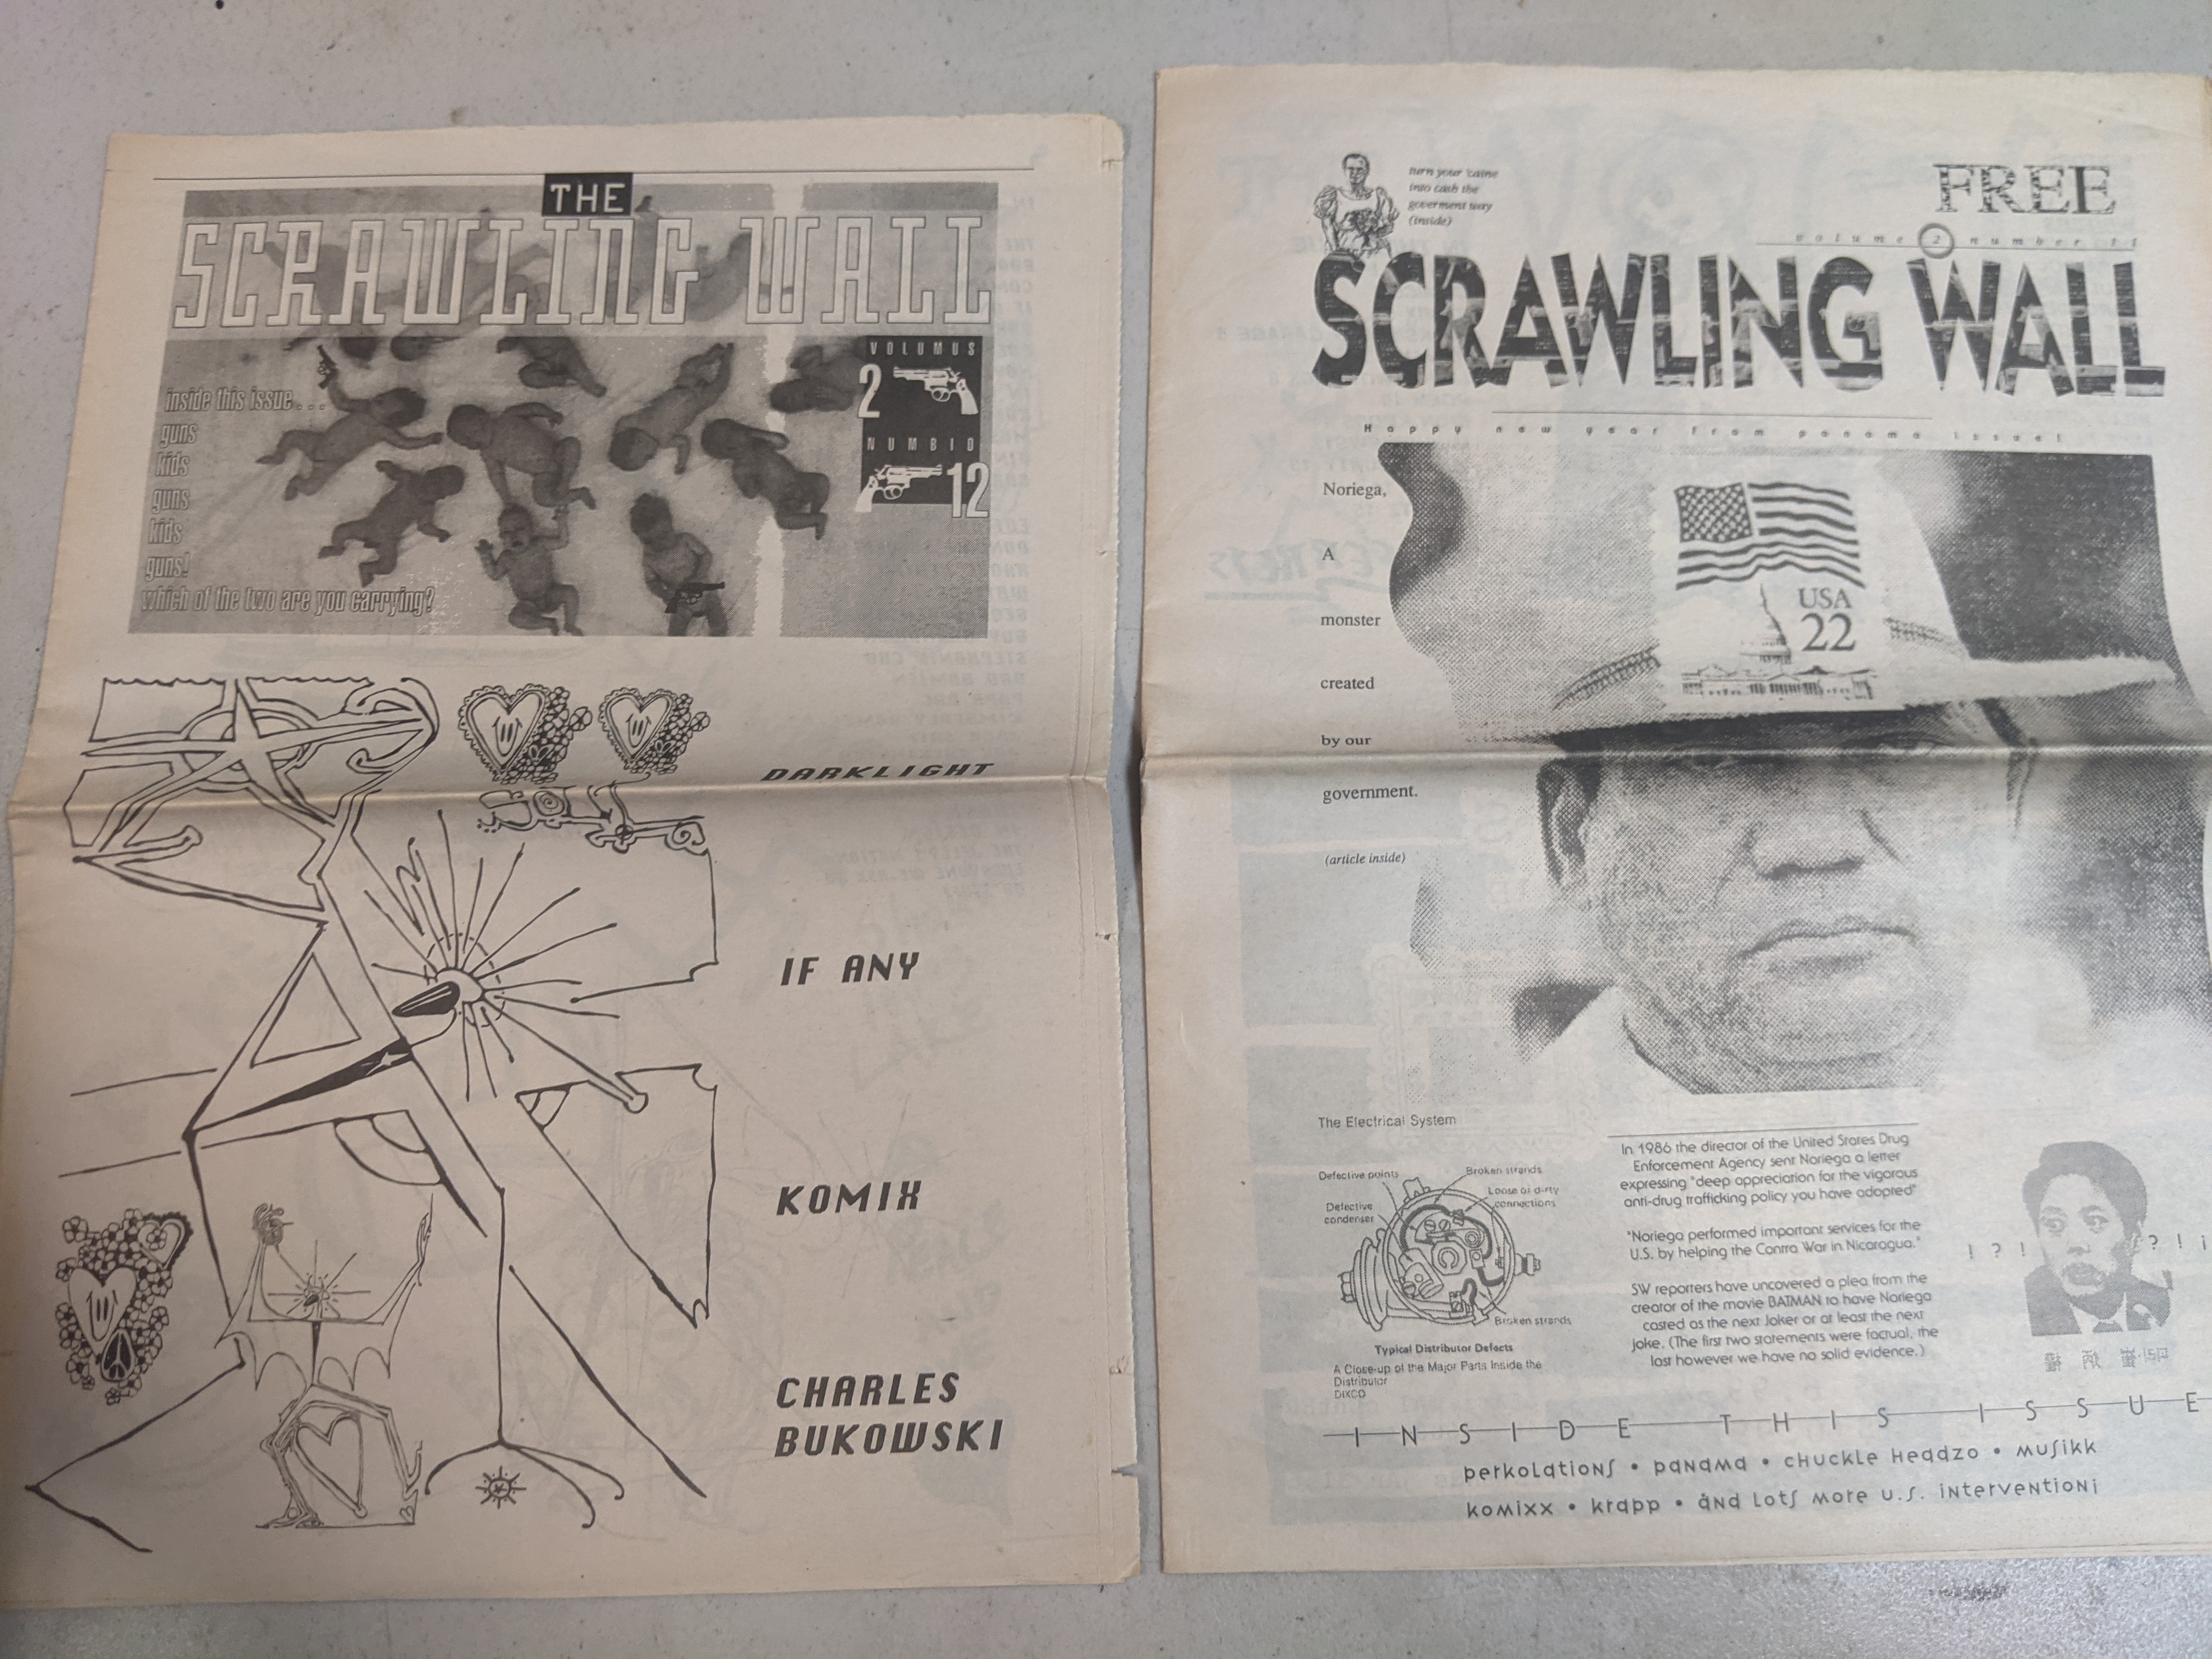 THE
SCRAWLING WALL
VOLUMUS
2
NUMBIO
12
inside this issue . . .
guns
kids
guns
kids
guns!
which of the two are you carrying?
DARKLIGHT
IF ANY
KOMIX
CHARLES
BUKOWSKI
turn your 'caine
into cash the
goverment way
(inside)
FREE
volume 2 number 11
SCRAWLING WALL
Happy new year from panama issue!
Noriega,
A
monster
created
by our
government.
(article inside)
USA
22
The Electrical System
Defective points
Broken strands
Loose or dirty
connections
Defective
condenser
Broken strands
Typical Distributor Defects
A Close-up of the Major Parts Inside the
Distributor
DIXCO
In 1986 the director of the United States Drug
Enforcement Agency sent Noriega a letter
expressing "deep appreciation for the vigorous
anti-drug trafficking policy you have adopted"
"Noriega performed important services for the
U.S. by helping the Contra War in Nicaragua."
SW reporters have uncovered a plea from the
creator of the movie BATMAN to have Noriega
casted as the next Joker or at least the next
joke. (The first two statements were factual, the
last however we have no solid evidence.)
! ? !
? ! ¡
INSIDE THIS ISSUE
perkolations • panama • chuckle headzo • musikk
komixx • krapp • and lots more u.s. intervention¡